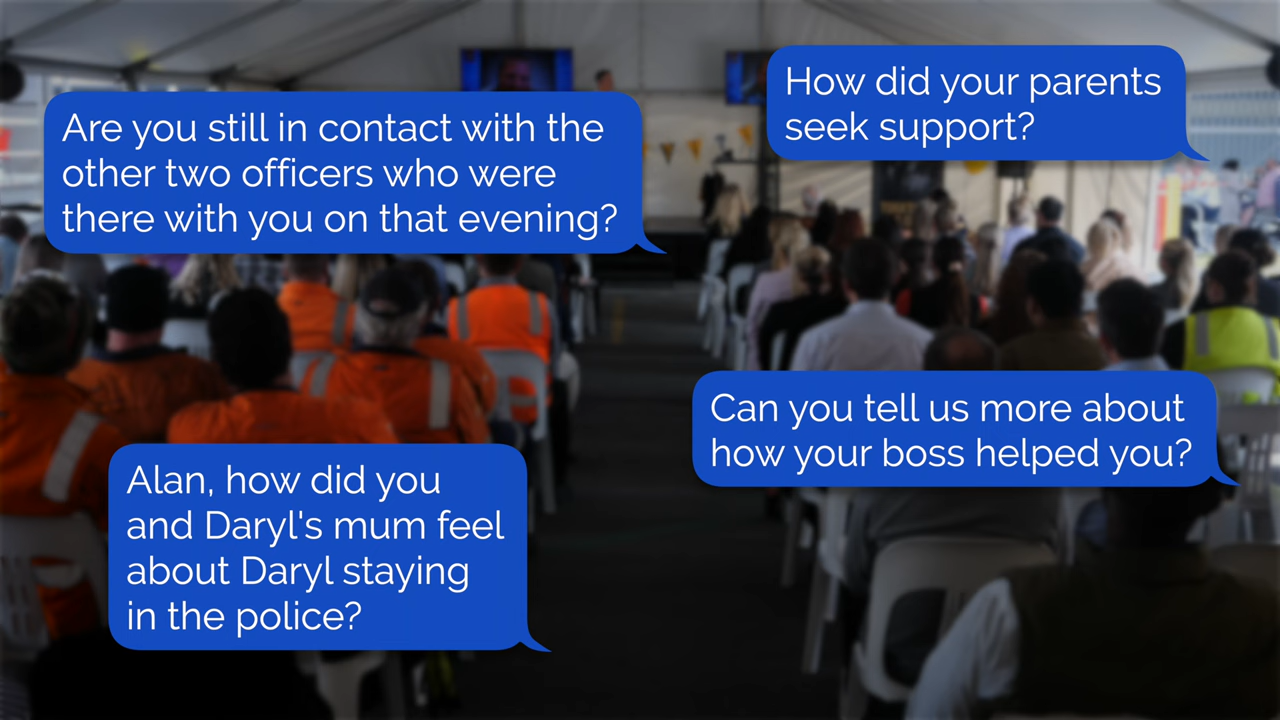 Are you still in contact with the
other two officers who were
there with you on that evening?
How did your parents
seek support?
Can you tell us more about
how your boss helped you?
Alan, how did you
and Daryl's mum feel
about Daryl staying
in the police?